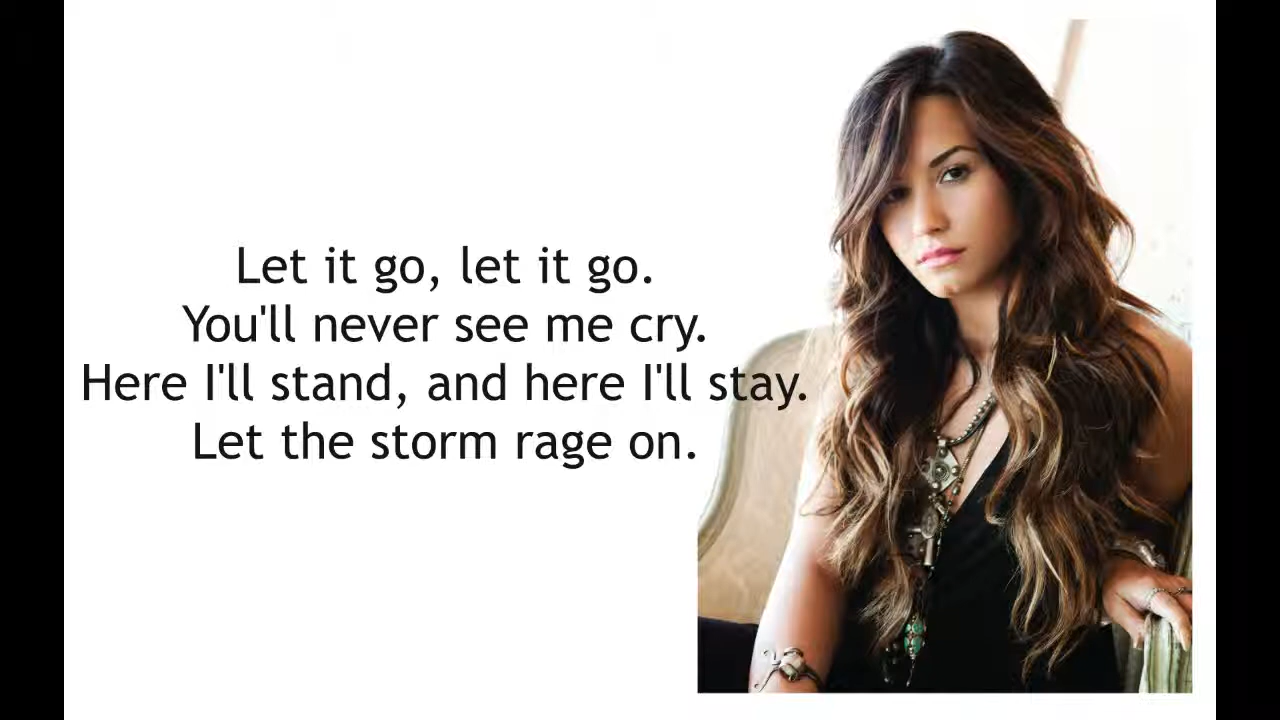 Let it go, let it go.
You'll never see me cry.
Here I'll stand, and here I'll stay.
Let the storm rage on.